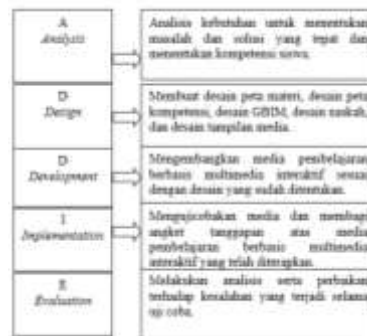 A
Analysis
Analisis kebutuhan untuk menentukan
masalah dan solusi yang tepat dan
menentukan kompetensi siswa.
D
Design
Membuat desain peta materi, desain peta
kompetensi, desain GBIM, desain naskah,
dan desain tampilan media.
D
Development
Mengembangkan media pembelajaran
berbasis multimedia interaktif sesuai
dengan desain yang sudah ditentukan.
I
Implementation
Mengujicobakan media dan membagi
angket tanggapan atas media
pembelajaran berbasis multimedia
interaktif yang telah diterapkan.
E
Evaluation
Melakukan analisis serta perbaikan
terhadap kesalahan yang terjadi selama
uji coba.